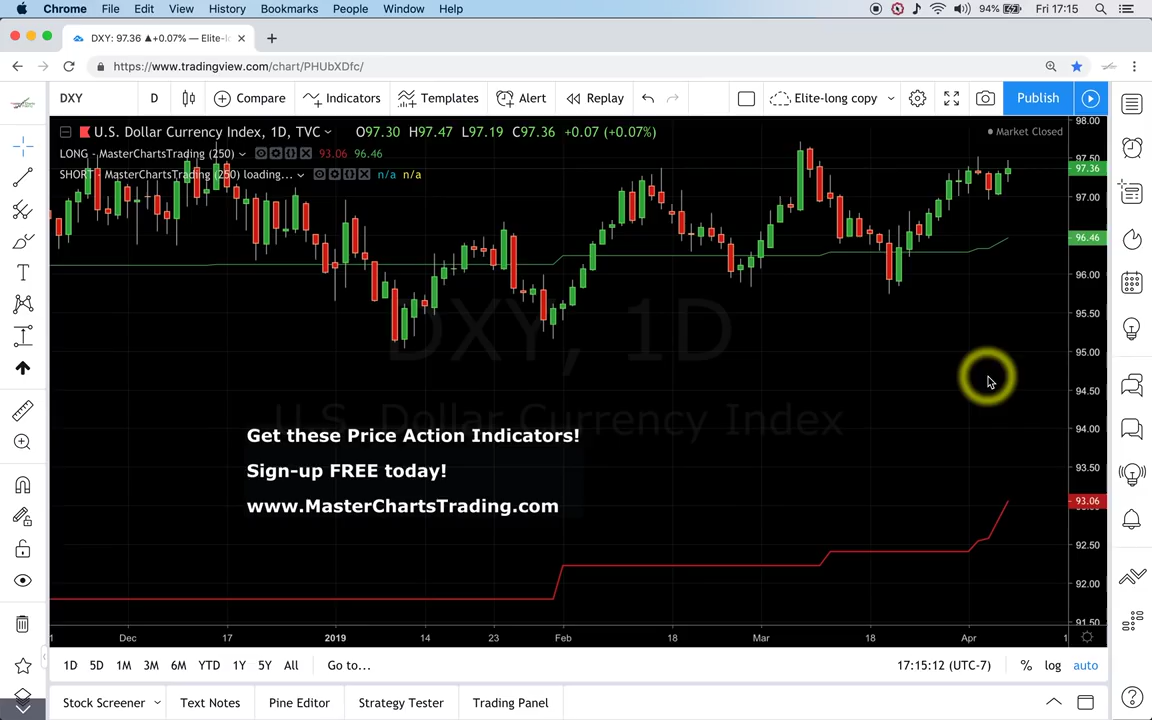 Chrome File Edit View History Bookmarks People Window Help 94% Fri 17:15
DXY: 97.36 ▲+0.07% — Elite-lo
https://www.tradingview.com/chart/PHUbXDfc/
DXY D Compare Indicators Templates Alert Replay Elite-long copy Publish
U.S. Dollar Currency Index, 1D, TVC O97.30 H97.47 L97.19 C97.36 +0.07 (+0.07%)
Market Closed
LONG - MasterChartsTrading (250) 93.06 96.46
SHORT - MasterChartsTrading (250) loading... n/a n/a
98.00
97.50
97.36
97.00
96.46
96.00
95.50
95.00
94.50
94.00
93.50
93.06
92.50
92.00
91.50
DXY, 1D
U.S. Dollar Currency Index
Get these Price Action Indicators!
Sign-up FREE today!
www.MasterChartsTrading.com
Dec 17 2019 14 23 Feb 18 Mar 18 Apr
1D 5D 1M 3M 6M YTD 1Y 5Y All Go to... 17:15:12 (UTC-7) % log auto
Stock Screener Text Notes Pine Editor Strategy Tester Trading Panel